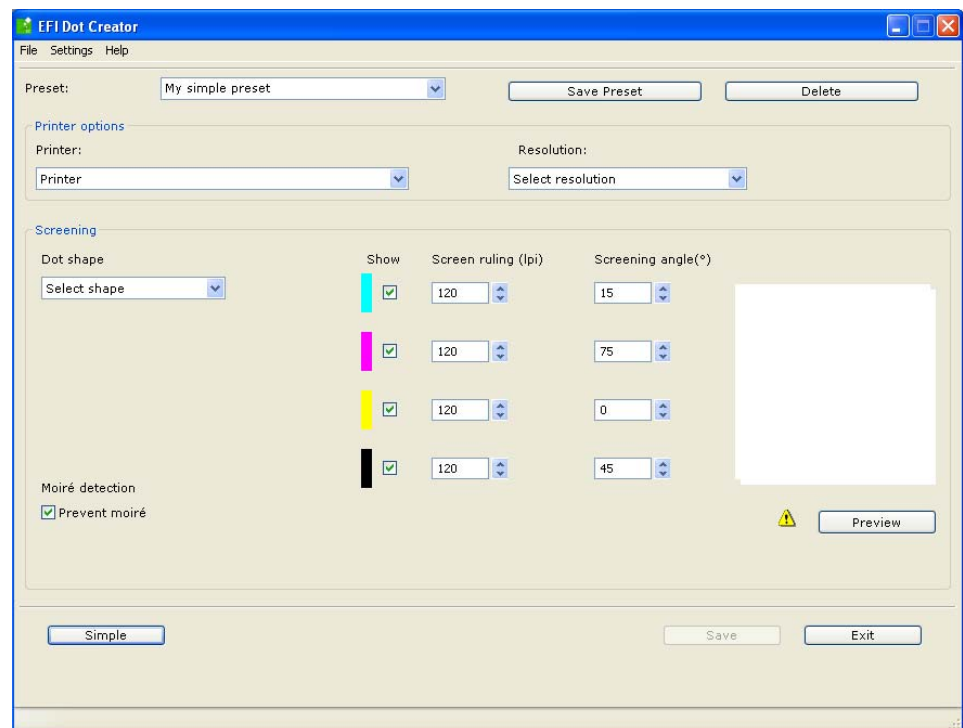 EFI Dot Creator
File Settings Help
Preset: My simple preset Save Preset Delete
Printer options
Printer: Resolution:
Printer Select resolution
Screening
Dot shape Show Screen ruling (lpi) Screening angle(°)
Select shape 120 15
120 75
120 0
120 45
Moiré detection
Prevent moiré
Preview
Simple Save Exit